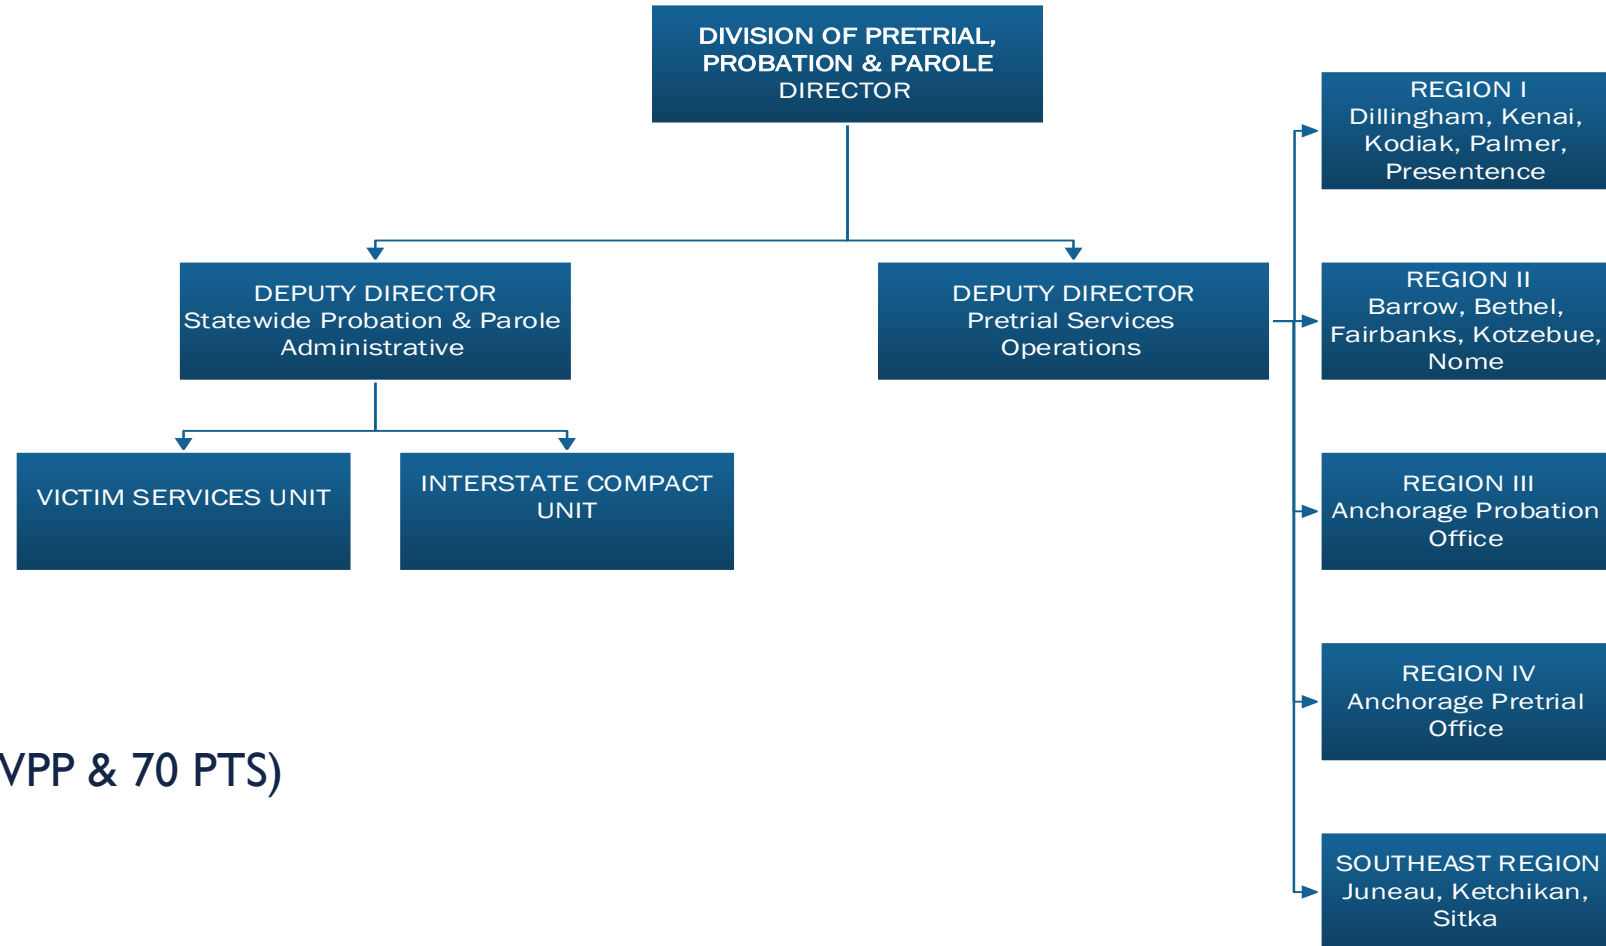 DIVISION OF PRETRIAL,
PROBATION & PAROLE
DIRECTOR
DEPUTY DIRECTOR
Statewide Probation & Parole
Administrative
DEPUTY DIRECTOR
Pretrial Services
Operations
VICTIM SERVICES UNIT
INTERSTATE COMPACT
UNIT
REGION I
Dillingham, Kenai,
Kodiak, Palmer,
Presentence
REGION II
Barrow, Bethel,
Fairbanks, Kotzebue,
Nome
REGION III
Anchorage Probation
Office
REGION IV
Anchorage Pretrial
Office
SOUTHEAST REGION
Juneau, Ketchikan,
Sitka
VPP & 70 PTS)